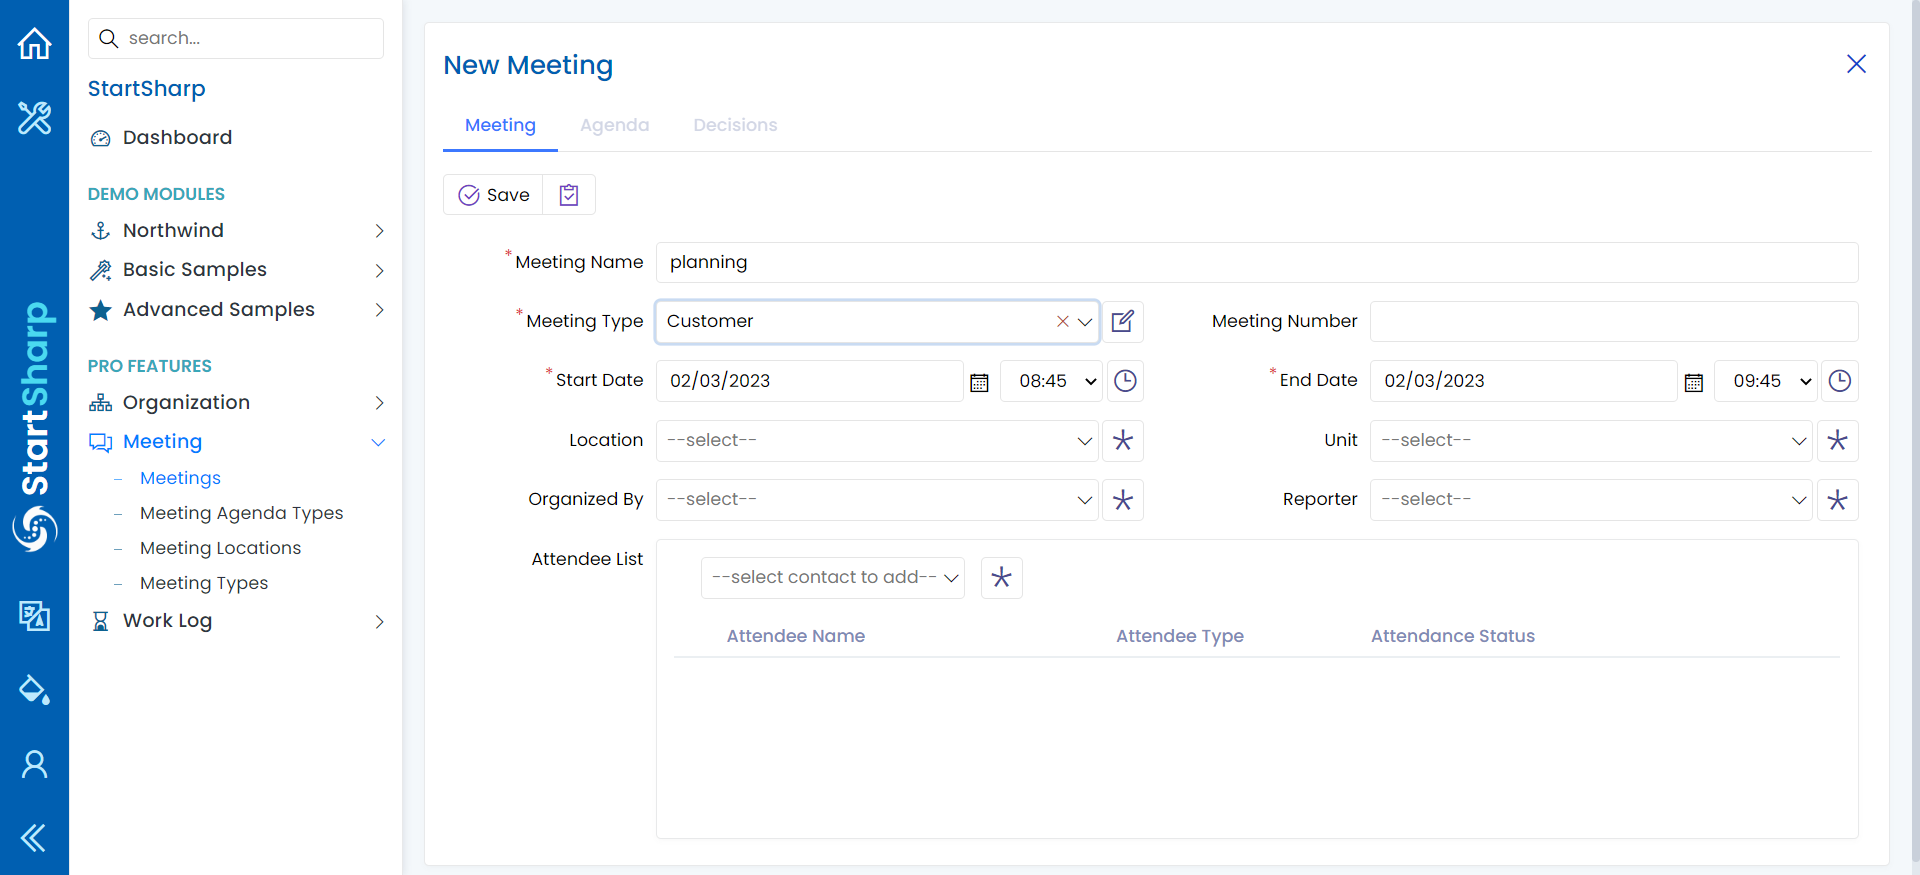 search...
StartSharp
Dashboard
DEMO MODULES
Northwind
Basic Samples
Advanced Samples
PRO FEATURES
Organization
Meeting
Meetings
Meeting Agenda Types
Meeting Locations
Meeting Types
Work Log
StartSharp
New Meeting
Meeting Agenda Decisions
Save
*Meeting Name planning
*Meeting Type Customer Meeting Number
*Start Date 02/03/2023 08:45 *End Date 02/03/2023 09:45
Location --select-- Unit --select--
Organized By --select-- Reporter --select--
Attendee List
--select contact to add--
Attendee Name Attendee Type Attendance Status